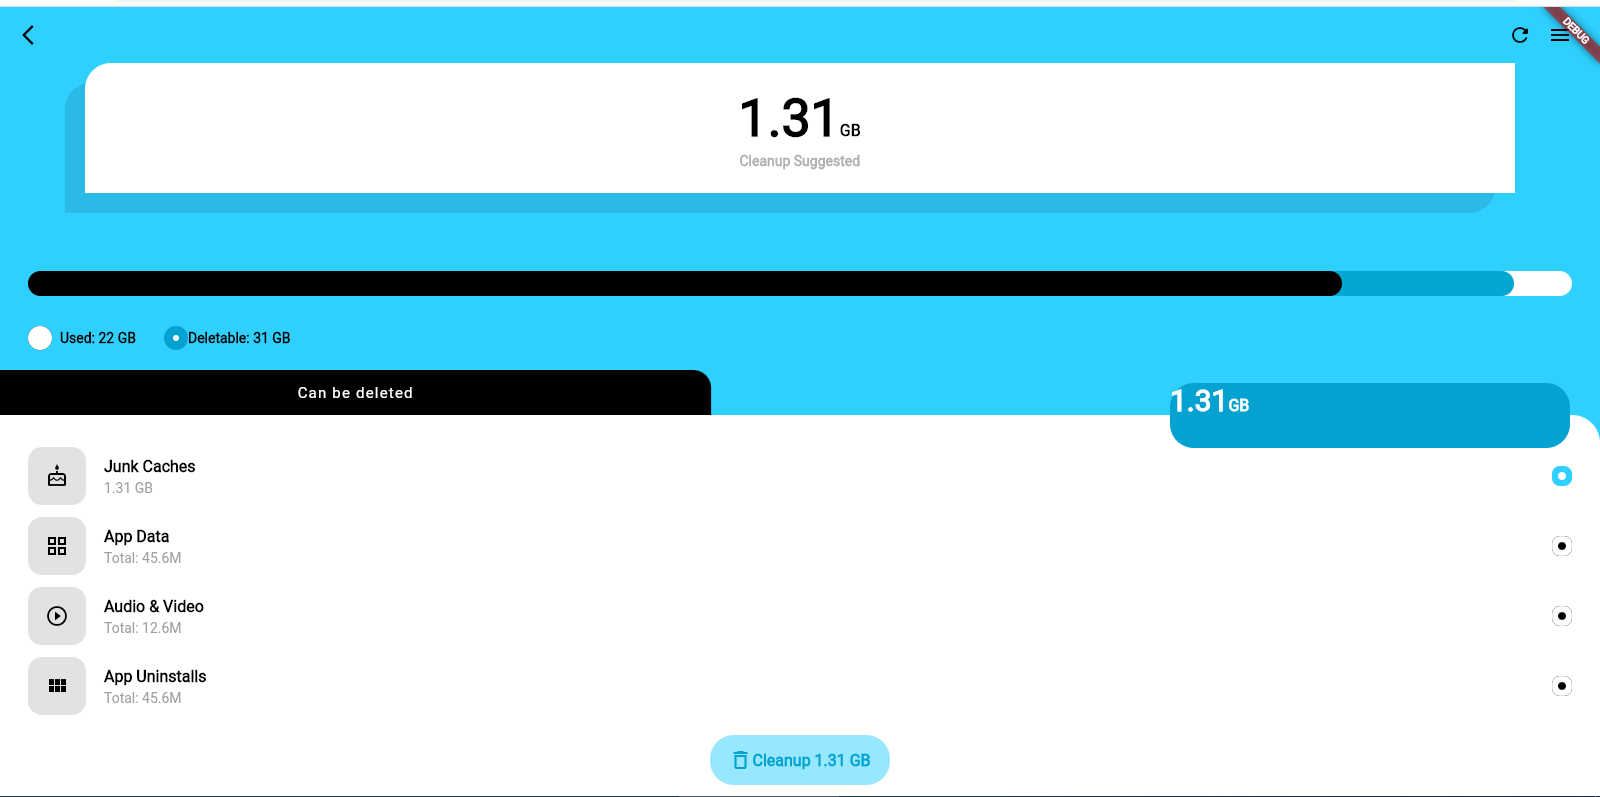 DEBUG
1.31 GB
Cleanup Suggested
Used: 22 GB Deletable: 31 GB
Can be deleted
1.31 GB
Junk Caches
1.31 GB
App Data
Total: 45.6M
Audio & Video
Total: 12.6M
App Uninstalls
Total: 45.6M
Cleanup 1.31 GB